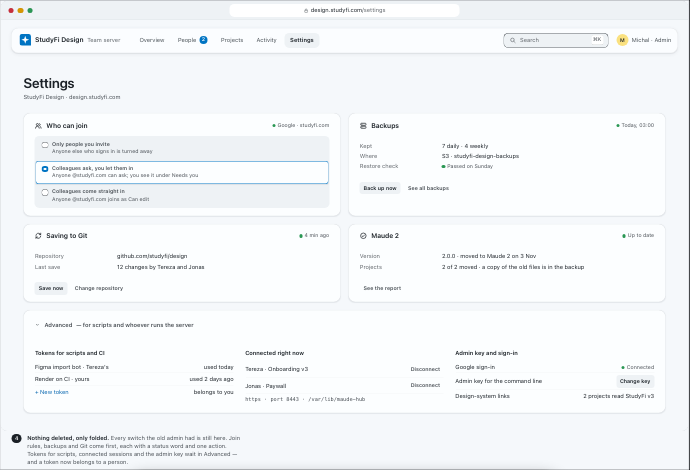 design.studyfi.com/settings
StudyFi Design Team server Overview People 2 Projects Activity Settings Search ⌘K M Michal · Admin
Settings
StudyFi Design · design.studyfi.com
Who can join Google · studyfi.com
Only people you invite
Anyone else who signs in is turned away
Colleagues ask, you let them in
Anyone @studyfi.com can ask; you see it under Needs you
Colleagues come straight in
Anyone @studyfi.com joins as Can edit
Backups Today, 03:00
Kept 7 daily · 4 weekly
Where S3 · studyfi-design-backups
Restore check Passed on Sunday
Back up now See all backups
Saving to Git 4 min ago
Repository github.com/studyfi/design
Last save 12 changes by Tereza and Jonas
Save now Change repository
Maude 2 Up to date
Version 2.0.0 · moved to Maude 2 on 3 Nov
Projects 2 of 2 moved · a copy of the old files is in the backup
See the report
Advanced — for scripts and whoever runs the server
Tokens for scripts and CI
Figma import bot · Tereza's used today
Render on CI · yours used 2 days ago
+ New token belongs to you
Connected right now
Tereza · Onboarding v3 Disconnect
Jonas · Paywall Disconnect
https · port 8443 · /var/lib/maude-hub
Admin key and sign-in
Google sign-in Connected
Admin key for the command line Change key
Design-system links 2 projects read StudyFi v3
4 Nothing deleted, only folded. Every switch the old admin had is still here. Join
rules, backups and Git come first, each with a status word and one action.
Tokens for scripts, connected sessions and the admin key wait in Advanced —
and a token now belongs to a person.